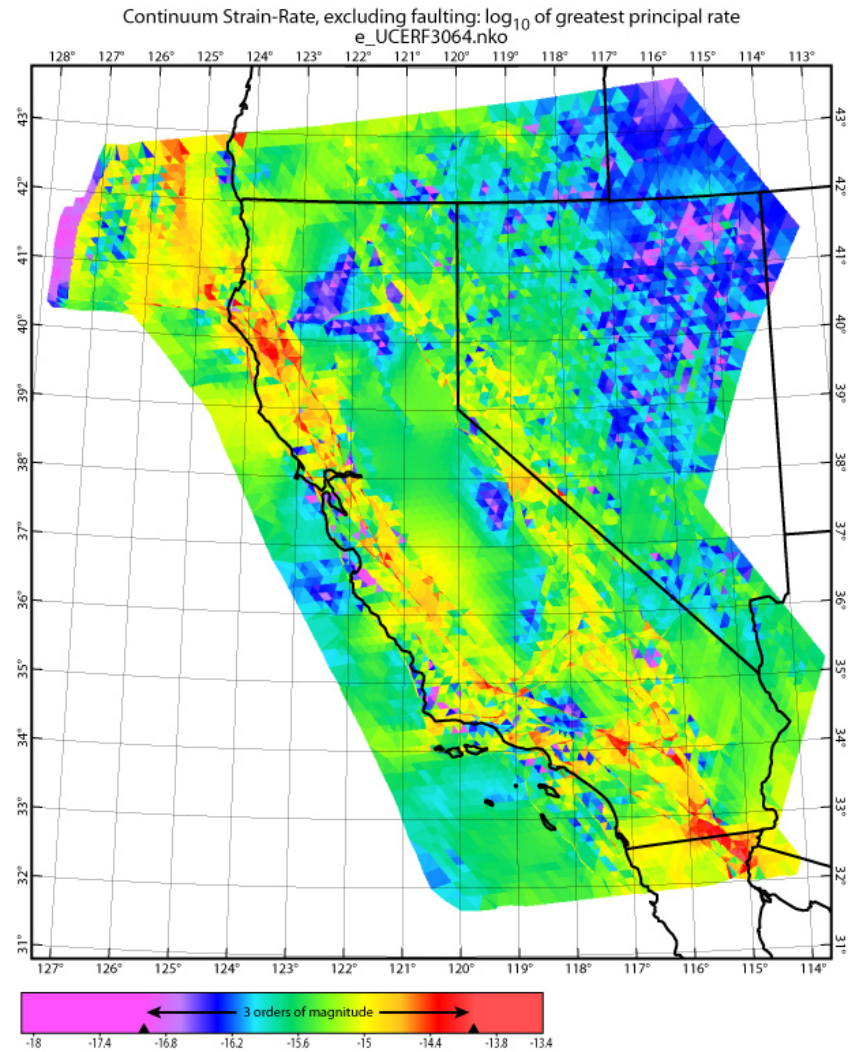 Continuum Strain-Rate, excluding faulting: log10 of greatest principal rate
e_UCERF3064.nko
128° 127° 126° 125° 124° 123° 122° 121° 120° 119° 118° 117° 116° 115° 114° 113°
43° 43°
42° 42°
41° 41°
40° 40°
39° 39°
38° 38°
37° 37°
36° 36°
35° 35°
34° 34°
33° 33°
32° 32°
31° 31°
127° 126° 125° 124° 123° 122° 121° 120° 119° 118° 117° 116° 115° 114°
3 orders of magnitude
-18 -17.4 -16.8 -16.2 -15.6 -15 -14.4 -13.8 -13.4